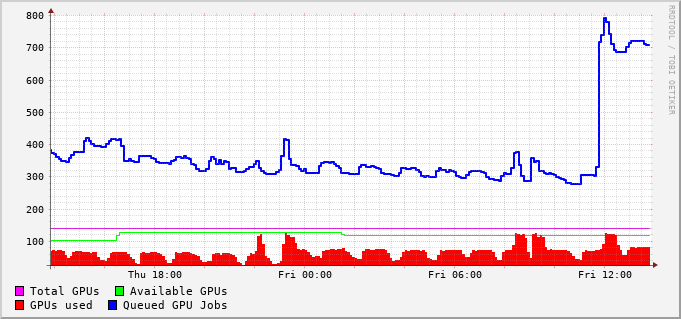 800
700
600
500
400
300
200
100
Thu 18:00 Fri 00:00 Fri 06:00 Fri 12:00
Total GPUs Available GPUs
GPUs used Queued GPU Jobs
RRDTOOL / TOBI OETIKER